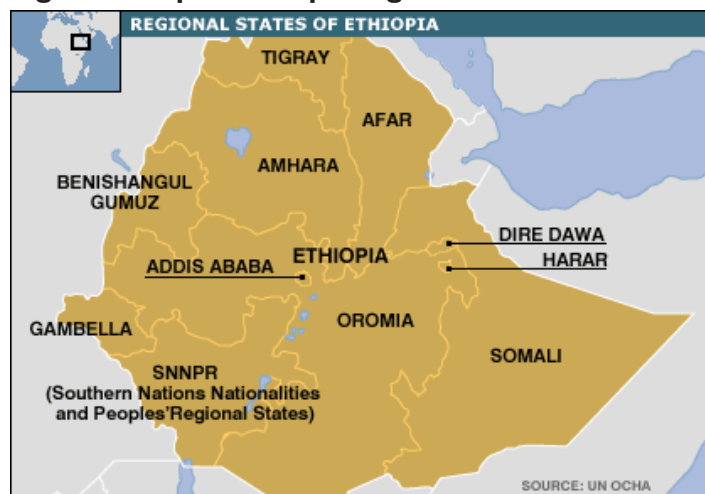 REGIONAL STATES OF ETHIOPIA
TIGRAY
AFAR
AMHARA
BENISHANGUL
GUMUZ
DIRE DAWA
ETHIOPIA
HARAR
ADDIS ABABA
OROMIA
GAMBELLA
SOMALI
SNNPR
(Southern Nations Nationalities
and Peoples'Regional States)
SOURCE: UN OCHA